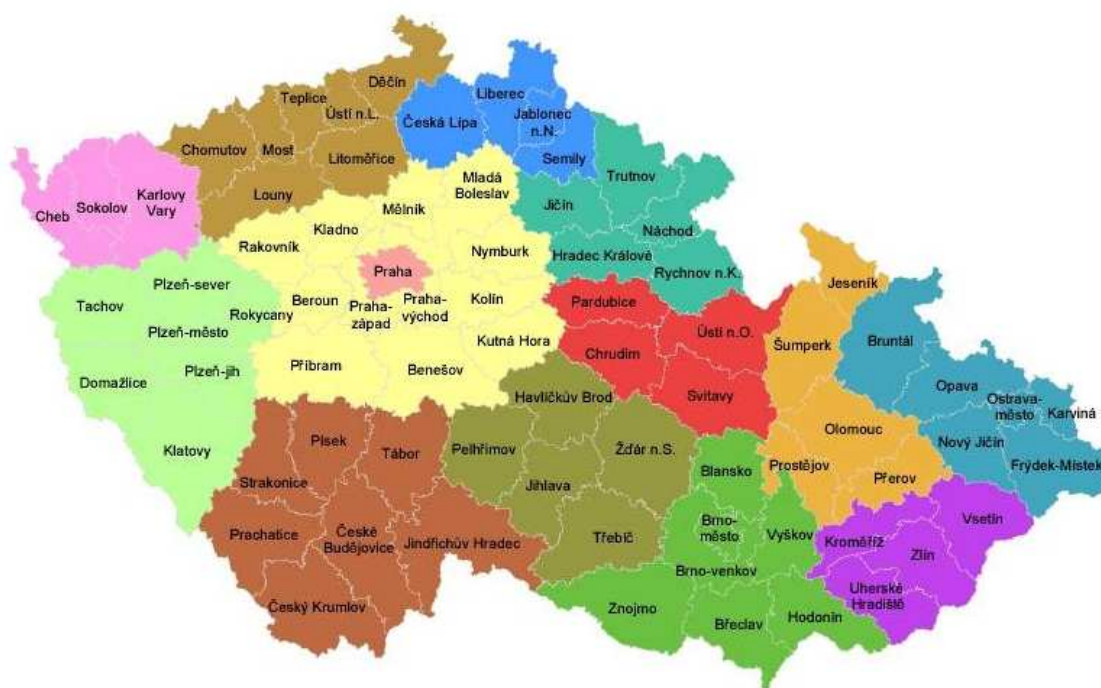 Děčín
Teplice
Ústí n.L.
Liberec
Jablonec
n.N.
Česká Lípa
Chomutov
Most
Litoměřice
Semily
Louny
Karlovy
Vary
Sokolov
Cheb
Mladá
Boleslav
Trutnov
Jičín
Mělník
Kladno
Náchod
Rakovník
Nymburk
Hradec Králové
Praha
Rychnov n.K.
Plzeň-sever
Tachov
Rokycany
Beroun
Praha-
západ
Praha-
východ
Kolín
Pardubice
Jeseník
Plzeň-město
Kutná Hora
Chrudim
Ústí n.O.
Šumperk
Bruntál
Příbram
Benešov
Domažlice
Plzeň-jih
Svitavy
Opava
Ostrava-
město
Karviná
Havlíčkův Brod
Písek
Tábor
Klatovy
Pelhřimov
Žďár n.S.
Olomouc
Nový Jičín
Frýdek-Místek
Strakonice
Jihlava
Blansko
Prostějov
Přerov
Prachatice
České
Budějovice
Jindřichův Hradec
Třebíč
Brno-
město
Vyškov
Kroměříž
Vsetín
Zlín
Brno-venkov
Uherské
Hradiště
Český Krumlov
Znojmo
Břeclav
Hodonín